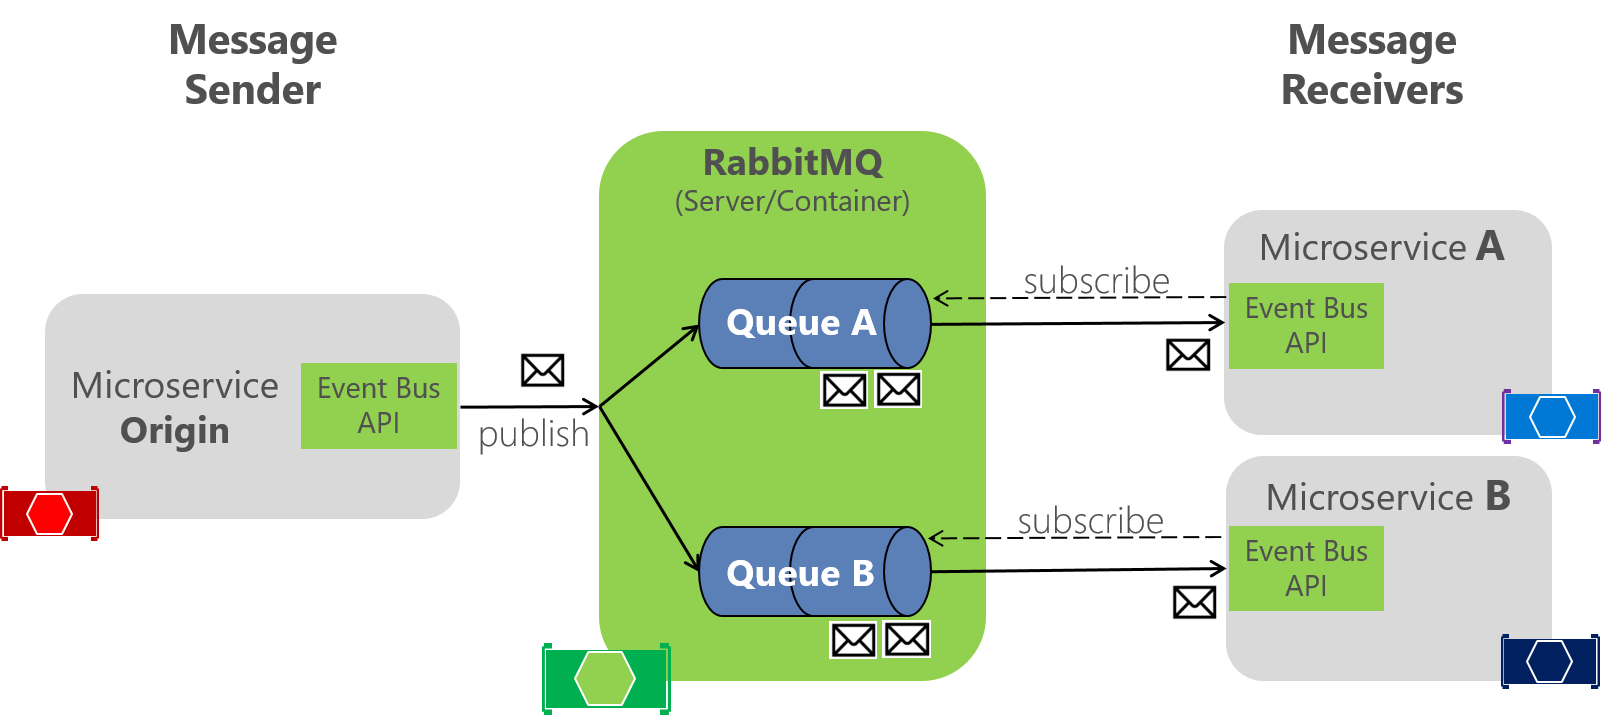 Message
Sender
Message
Receivers
RabbitMQ
(Server/Container)
Microservice
Origin
Event Bus
API
publish
Queue A
Queue B
subscribe
subscribe
Microservice A
Event Bus
API
Microservice B
Event Bus
API